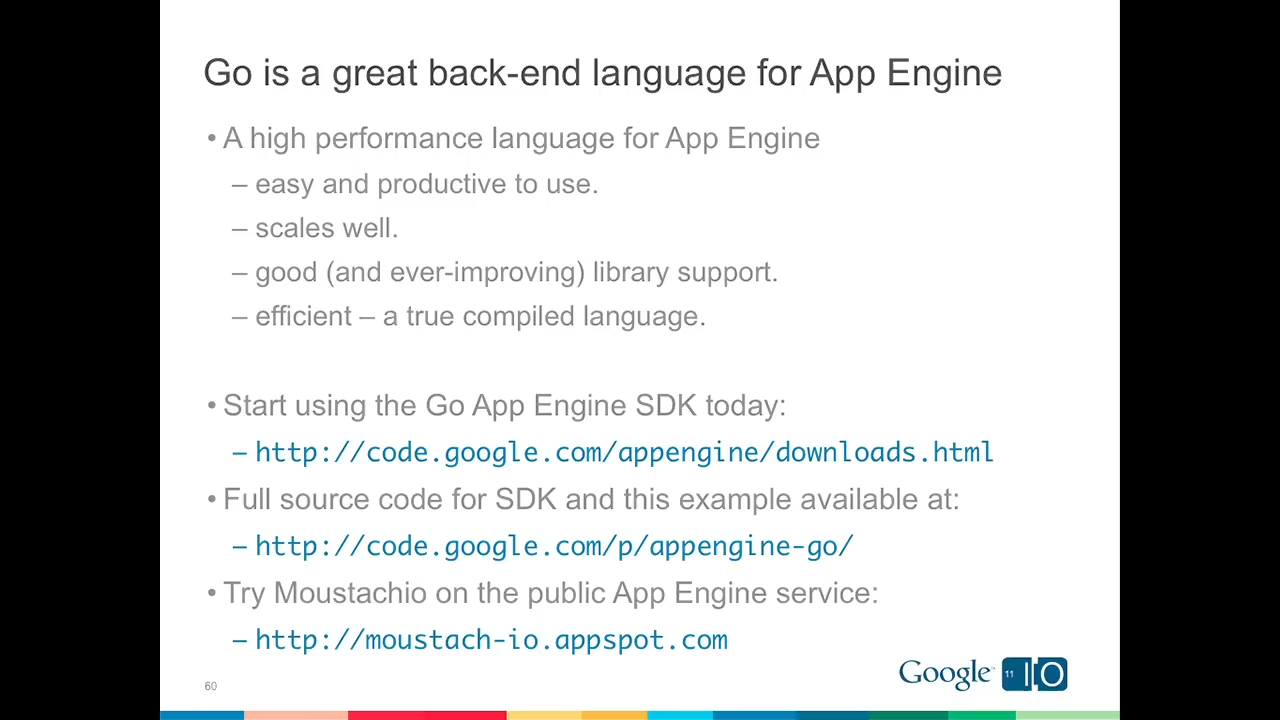 Go is a great back-end language for App Engine
• A high performance language for App Engine
– easy and productive to use.
– scales well.
– good (and ever-improving) library support.
– efficient – a true compiled language.
• Start using the Go App Engine SDK today:
– http://code.google.com/appengine/downloads.html
• Full source code for SDK and this example available at:
– http://code.google.com/p/appengine-go/
• Try Moustachio on the public App Engine service:
– http://moustach-io.appspot.com
Google™ 11 IO
60